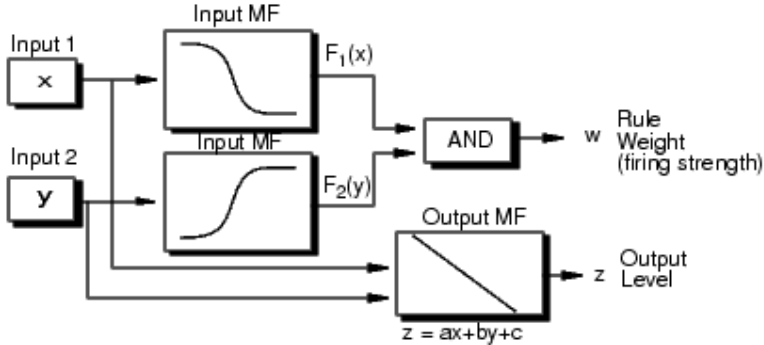 Input MF
Input 1
x
F1(x)
Input MF
Input 2
y
F2(y)
AND
w
Rule
Weight
(firing strength)
Output MF
z
Output
Level
z = ax+by+c